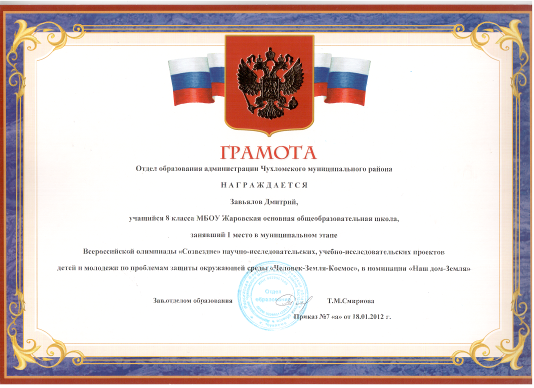 ГРАМОТА
Отдел образования администрации Чухломского муниципального района
НАГРАЖДАЕТСЯ
Завьялов Дмитрий,
учащийся 8 класса МБОУ Жаровская основная общеобразовательная школа,
занявший I место в муниципальном этапе
Всероссийской олимпиады «Созвездие» научно-исследовательских, учебно-исследовательских проектов
детей и молодежи по проблемам защиты окружающей среды «Человек-Земля-Космос», в номинации «Наш дом-Земля»
Зав.отделом образования Т.М.Смирнова
Приказ №7 «а» от 18.01.2012 г.
Отдел
образования